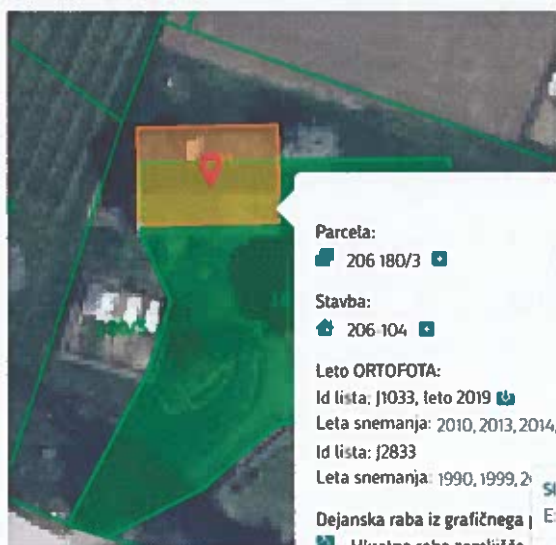 Parcela:
206 180/3
Stavba:
206-104
Leto ORTOFOTA:
Id lista: J1033, leto 2019
Leta snemanja: 2010, 2013, 2014,
Id lista: J2833
Leta snemanja: 1990, 1999, 2
Dejanska raba iz grafičnega